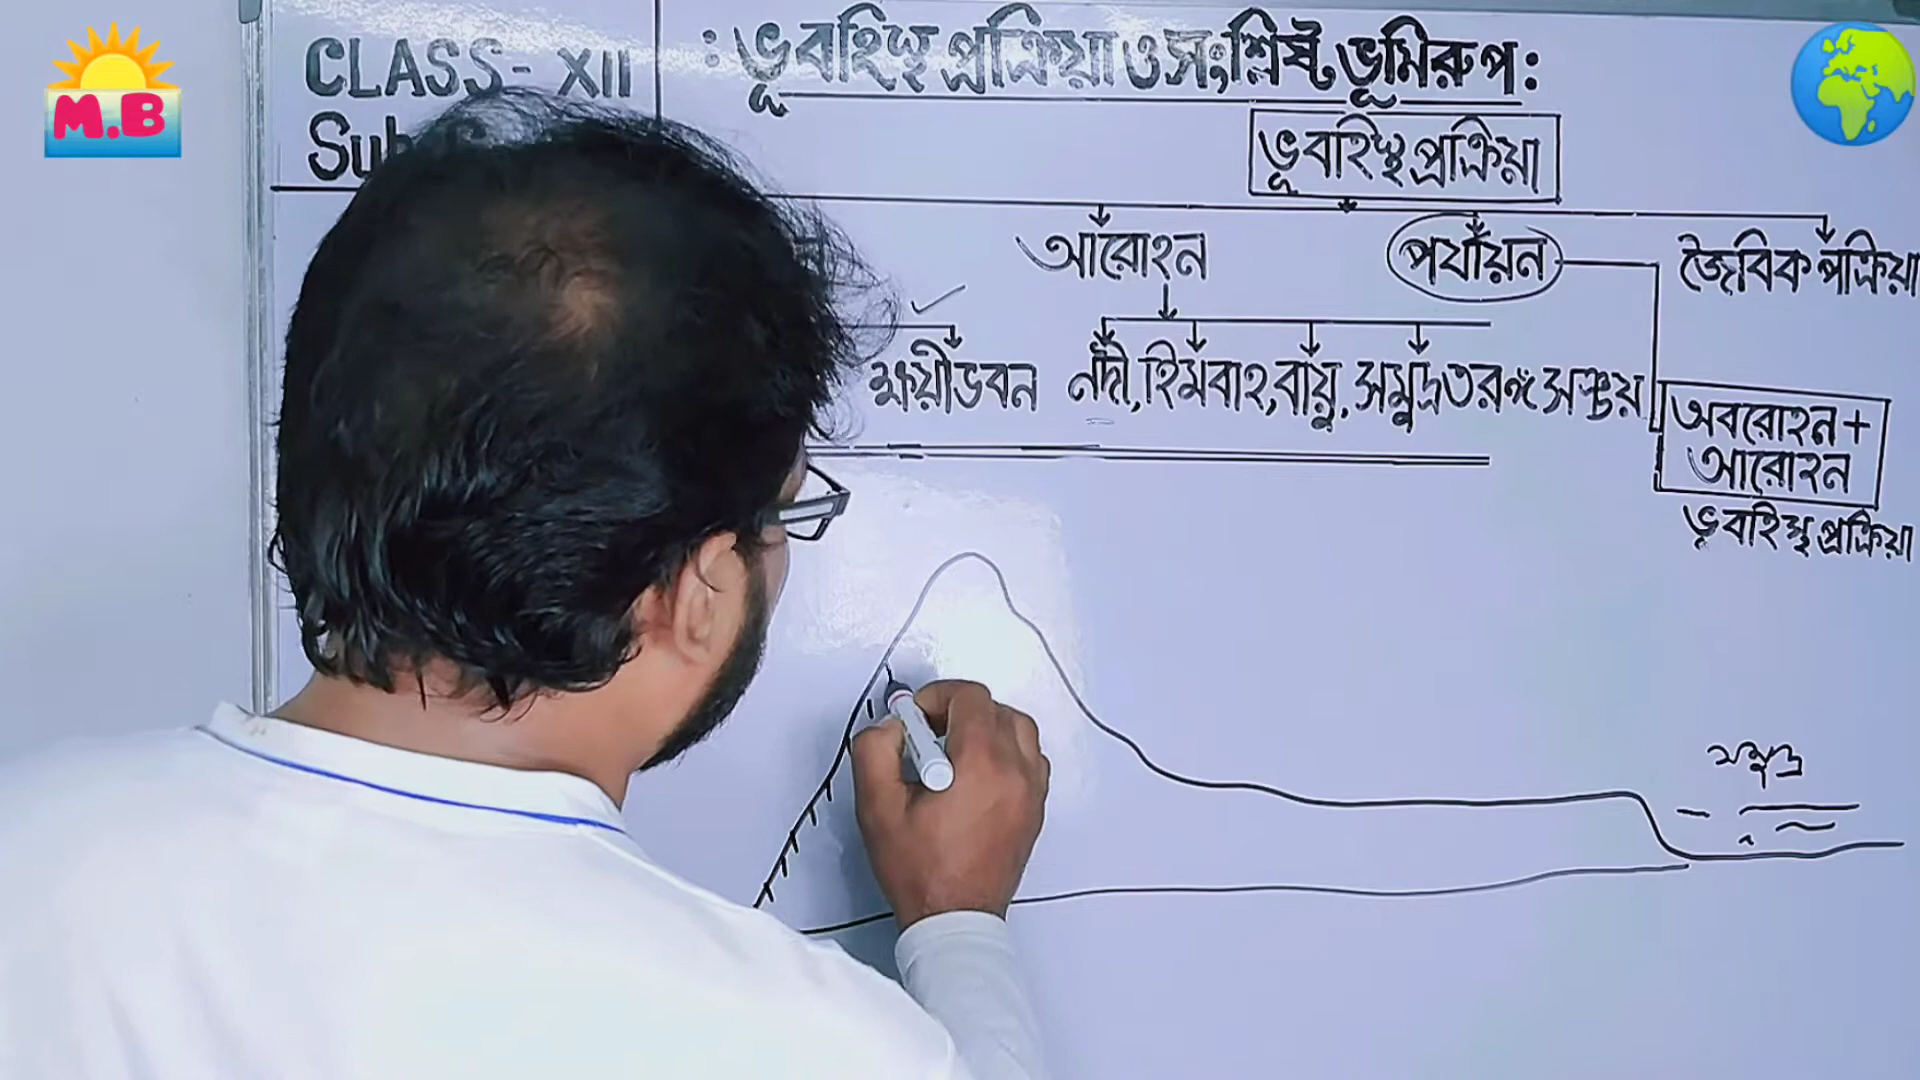 M.B
CLASS- XII
: ভূবহিস্থ প্রক্রিয়া ও সংশ্লিষ্ট ভূমিরুপ :
Sub
ভূবহিস্থ প্রক্রিয়া
আরোহন
পর্যায়ন
জৈবিক প্রক্রিয়া
ক্ষয়ীভবন
নদী, হিমবাহ, বায়ু, সমুদ্রতরঙ্গ সঞ্চয়
অবরোহন +
আরোহন
ভূবহিস্থ প্রক্রিয়া
সমুদ্র